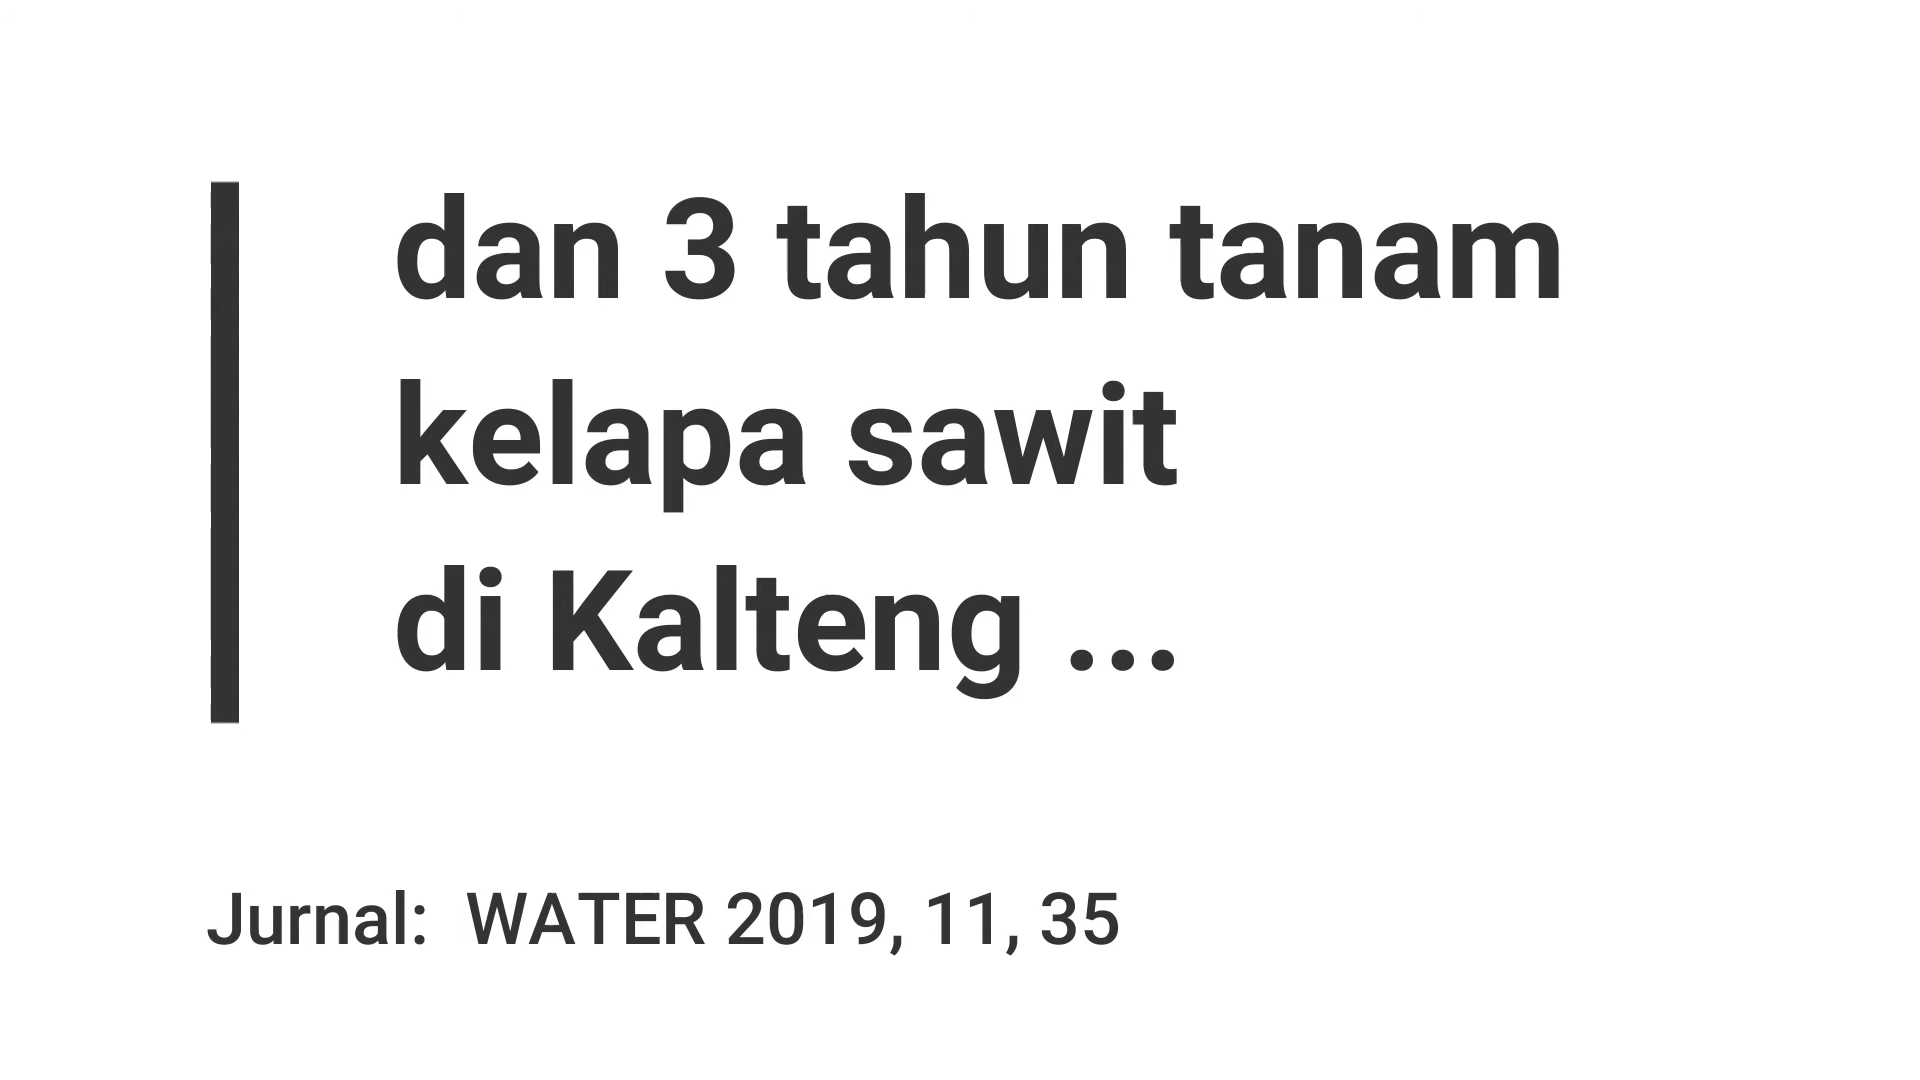 dan 3 tahun tanam
kelapa sawit
di Kalteng ...
Jurnal: WATER 2019, 11, 35